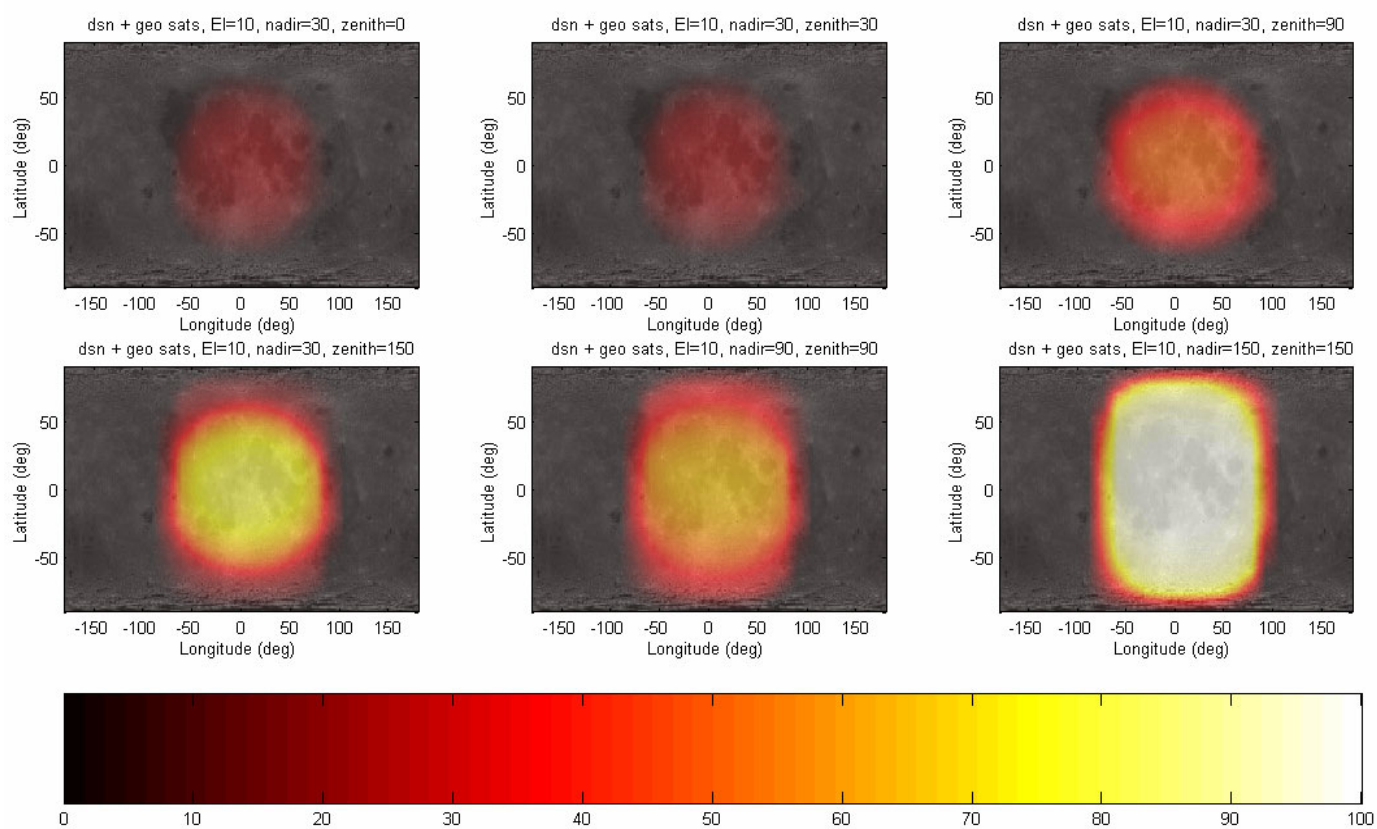 dsn + geo sats, El=10, nadir=30, zenith=0
50
0
-50
Latitude (deg)
-150 -100 -50 0 50 100 150
Longitude (deg)
dsn + geo sats, El=10, nadir=30, zenith=30
50
0
-50
Latitude (deg)
-150 -100 -50 0 50 100 150
Longitude (deg)
dsn + geo sats, El=10, nadir=30, zenith=90
50
0
-50
Latitude (deg)
-150 -100 -50 0 50 100 150
Longitude (deg)
dsn + geo sats, El=10, nadir=30, zenith=150
50
0
-50
Latitude (deg)
-150 -100 -50 0 50 100 150
Longitude (deg)
dsn + geo sats, El=10, nadir=90, zenith=90
50
0
-50
Latitude (deg)
-150 -100 -50 0 50 100 150
Longitude (deg)
dsn + geo sats, El=10, nadir=150, zenith=150
50
0
-50
Latitude (deg)
-150 -100 -50 0 50 100 150
Longitude (deg)
0 10 20 30 40 50 60 70 80 90 100